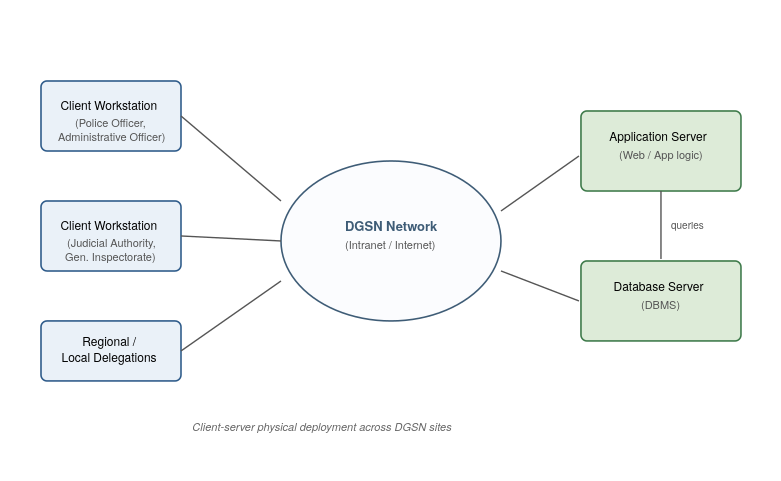 Client Workstation
(Police Officer,
Administrative Officer)
Client Workstation
(Judicial Authority,
Gen. Inspectorate)
Regional /
Local Delegations
DGSN Network
(Intranet / Internet)
Application Server
(Web / App logic)
queries
Database Server
(DBMS)
Client-server physical deployment across DGSN sites